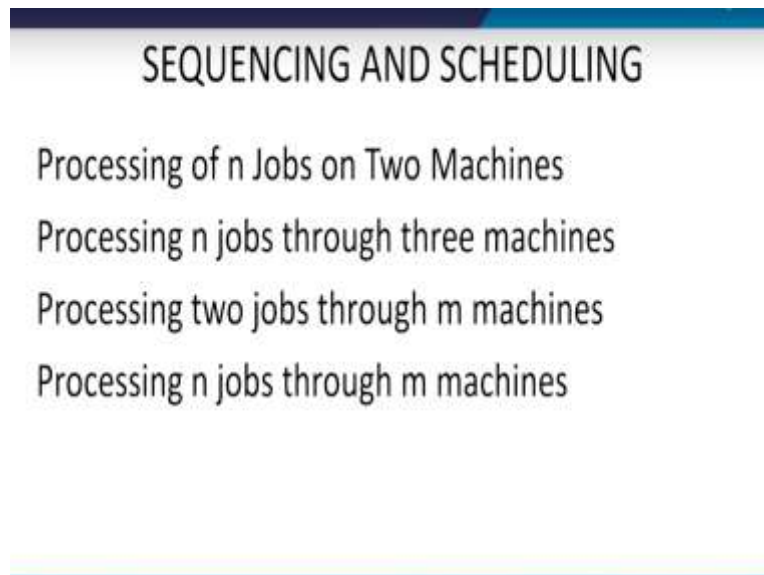 SEQUENCING AND SCHEDULING
Processing of n Jobs on Two Machines
Processing n jobs through three machines
Processing two jobs through m machines
Processing n jobs through m machines